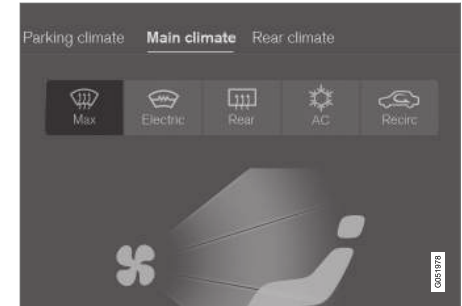 Parking climate Main climate Rear climate
Max Electric Rear AC Recirc
G051978